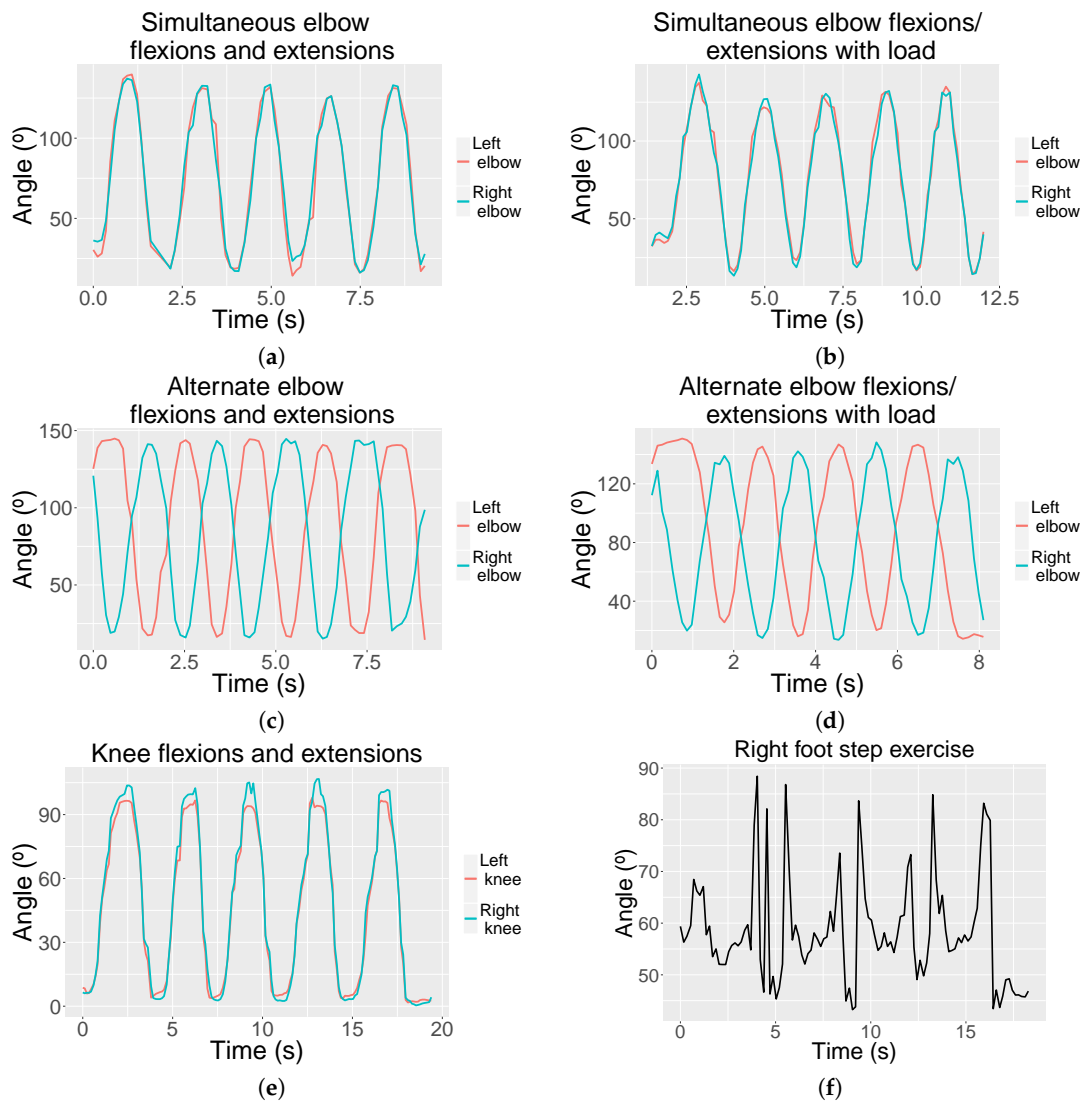 Simultaneous elbow
flexions and extensions
Angle (º)
100
50
0.0
2.5
5.0
7.5
Time (s)
Left
elbow
Right
elbow
(a)
Simultaneous elbow flexions/
extensions with load
Angle (º)
100
50
2.5
5.0
7.5
10.0
12.5
Time (s)
Left
elbow
Right
elbow
(b)
Alternate elbow
flexions and extensions
Angle (º)
150
100
50
0.0
2.5
5.0
7.5
Time (s)
Left
elbow
Right
elbow
(c)
Alternate elbow flexions/
extensions with load
Angle (º)
120
80
40
0
2
4
6
8
Time (s)
Left
elbow
Right
elbow
(d)
Knee flexions and extensions
Angle (º)
90
60
30
0
0
5
10
15
20
Time (s)
Left
knee
Right
knee
(e)
Right foot step exercise
Angle (º)
90
80
70
60
50
0
5
10
15
Time (s)
(f)